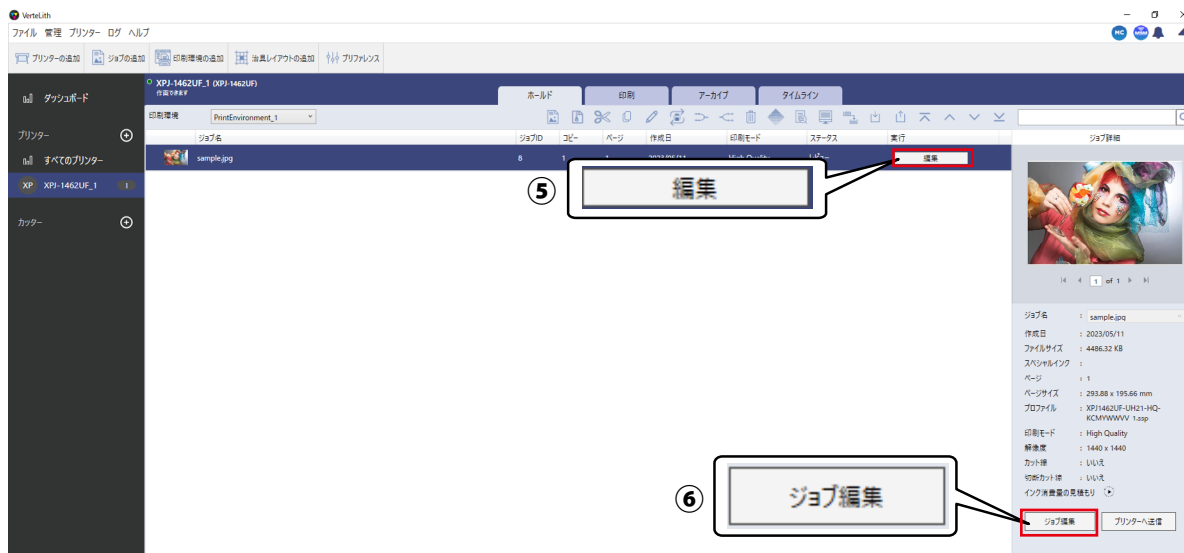 VerteLith
ファイル 管理 プリンター ログ ヘルプ
MC
プリンターの追加 ジョブの追加 印刷環境の追加 治具レイアウトの追加 プリファレンス
XPJ-1462UF_1 (XPJ-1462UF)
作画できます
ダッシュボード
ホールド 印刷 アーカイブ タイムライン
印刷環境 PrintEnvironment_1
プリンター
ジョブ名 ジョブID コピー ページ 作成日 印刷モード ステータス 実行 ジョブ詳細
すべてのプリンター
sample.jpg 8 1 編集
XP XPJ-1462UF_1 1
⑤ 編集
カッター
1 of 1
ジョブ名 : sample.jpg
作成日 : 2023/05/11
ファイルサイズ : 4486.32 KB
スペシャルインク :
ページ : 1
ページサイズ : 293.88 x 195.66 mm
プロファイル : XPJ1462UF-UH21-HQ-
KCMYWWVV_1.ssp
印刷モード : High Quality
解像度 : 1440 x 1440
カット線 : いいえ
切断カット線 : いいえ
インク消費量の見積もり
⑥ ジョブ編集
ジョブ編集 プリンターへ送信